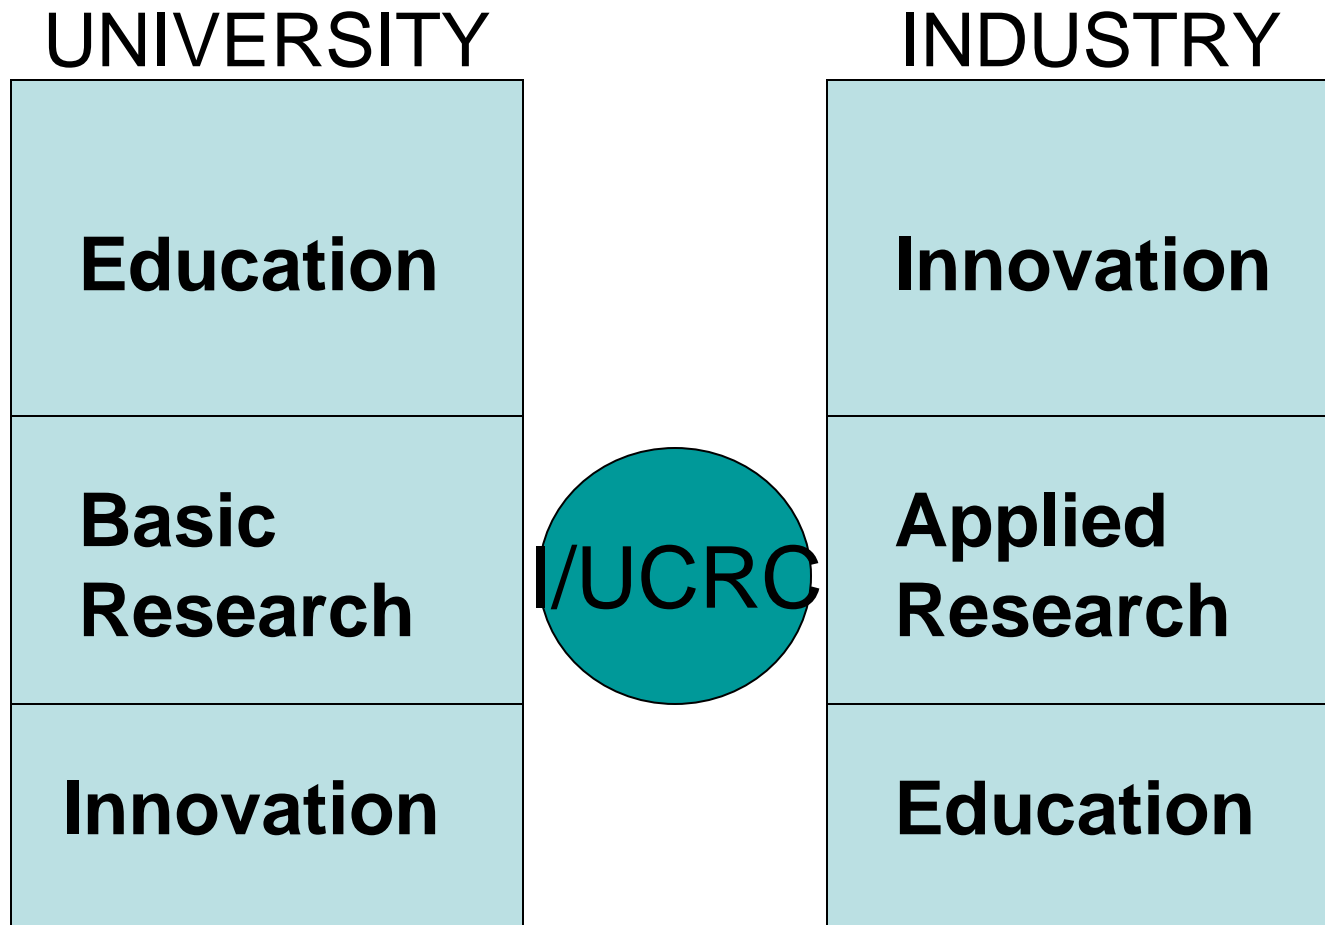 UNIVERSITY
INDUSTRY
Education
Innovation
Basic
Research
I/UCRC
Applied
Research
Innovation
Education